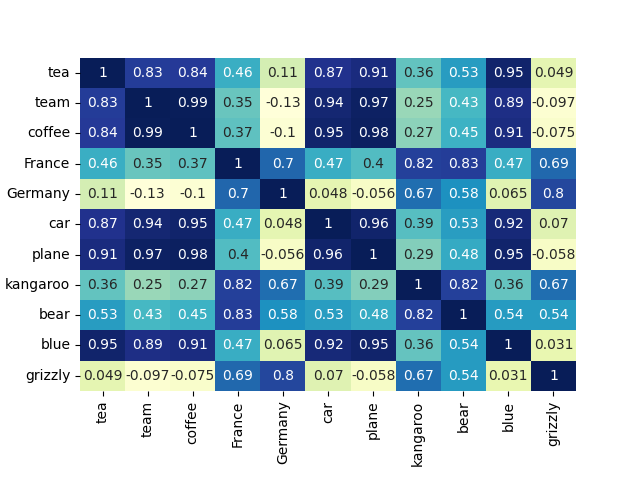 tea 1 0.83 0.84 0.46 0.11 0.87 0.91 0.36 0.53 0.95 0.049
team 0.83 1 0.99 0.35 -0.13 0.94 0.97 0.25 0.43 0.89 -0.097
coffee 0.84 0.99 1 0.37 -0.1 0.95 0.98 0.27 0.45 0.91 -0.075
France 0.46 0.35 0.37 1 0.7 0.47 0.4 0.82 0.83 0.47 0.69
Germany 0.11 -0.13 -0.1 0.7 1 0.048 -0.056 0.67 0.58 0.065 0.8
car 0.87 0.94 0.95 0.47 0.048 1 0.96 0.39 0.53 0.92 0.07
plane 0.91 0.97 0.98 0.4 -0.056 0.96 1 0.29 0.48 0.95 -0.058
kangaroo 0.36 0.25 0.27 0.82 0.67 0.39 0.29 1 0.82 0.36 0.67
bear 0.53 0.43 0.45 0.83 0.58 0.53 0.48 0.82 1 0.54 0.54
blue 0.95 0.89 0.91 0.47 0.065 0.92 0.95 0.36 0.54 1 0.031
grizzly 0.049 -0.097 -0.075 0.69 0.8 0.07 -0.058 0.67 0.54 0.031 1
tea team coffee France Germany car plane kangaroo bear blue grizzly